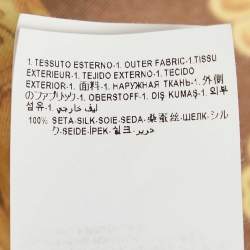 1. TESSUTO ESTERNO-1. OUTER FABRIC-1.TISSU
EXTERIEUR-1. TEJIDO EXTERNO-1. TECIDO
EXTERIOR-1. 面料-1. НАРУЖНАЯ ТКАНЬ-1. 外側
のファブリック-1. OBERSTOFF-1. DIŞ KUMAŞ-1. 외부
섬유-1. ليف خارجي
100% SETA-SILK-SOIE-SEDA-桑蚕丝-ШЕЛК-シル
ク-SEIDE-İPEK-실크-حرير